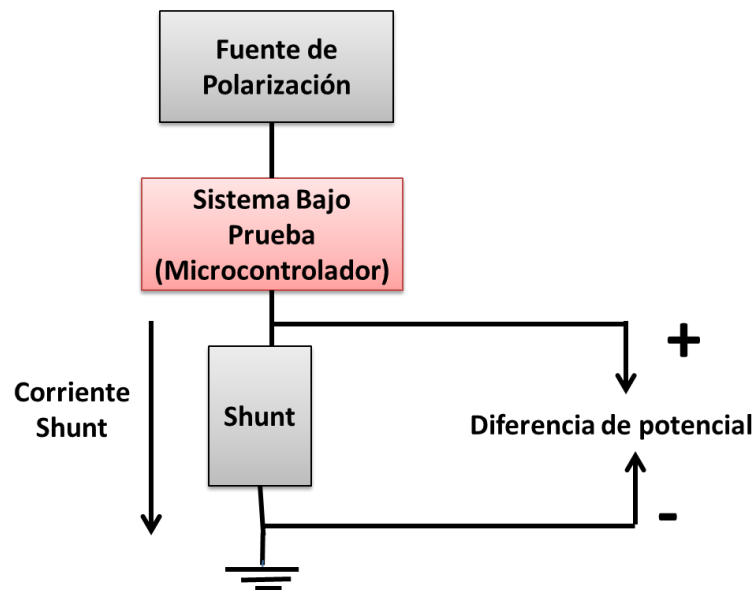 Fuente de
Polarización
Sistema Bajo
Prueba
(Microcontrolador)
+
Corriente
Shunt
Shunt
Diferencia de potencial
-